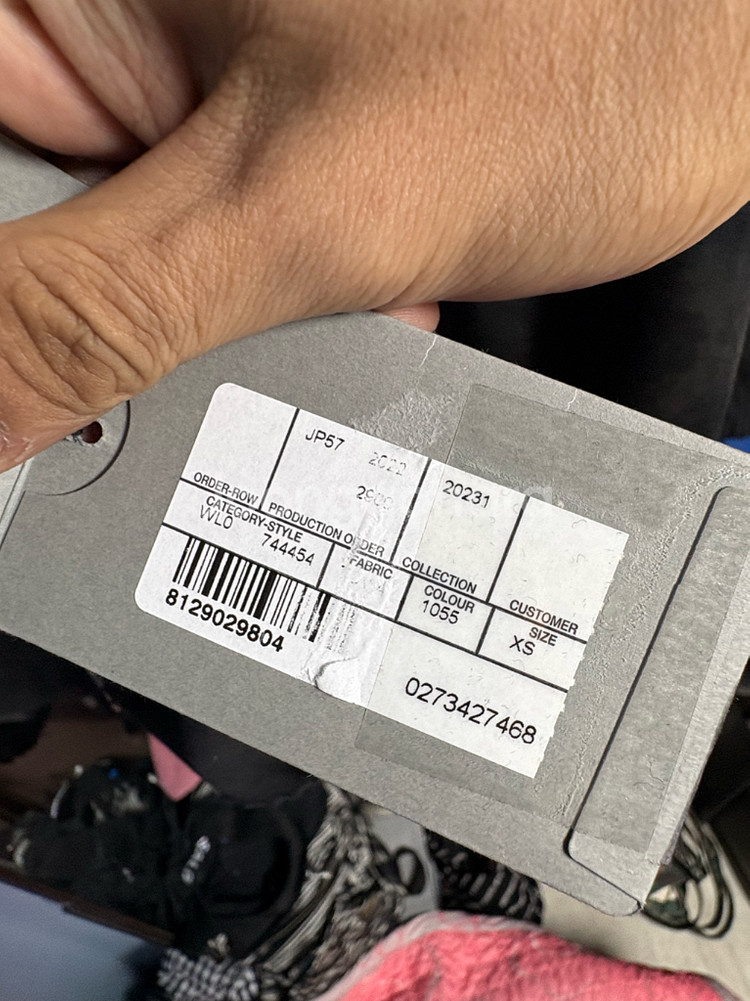 JP57 2022
2900
20231
ORDER-ROW
PRODUCTION ORDER
COLLECTION
CUSTOMER
CATEGORY-STYLE
WL0 744454
FABRIC
COLOUR
1055
SIZE
XS
8129029804
0273427468